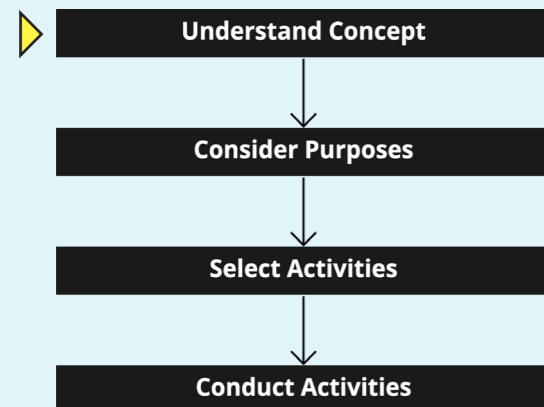 Understand Concept
Consider Purposes
Select Activities
Conduct Activities